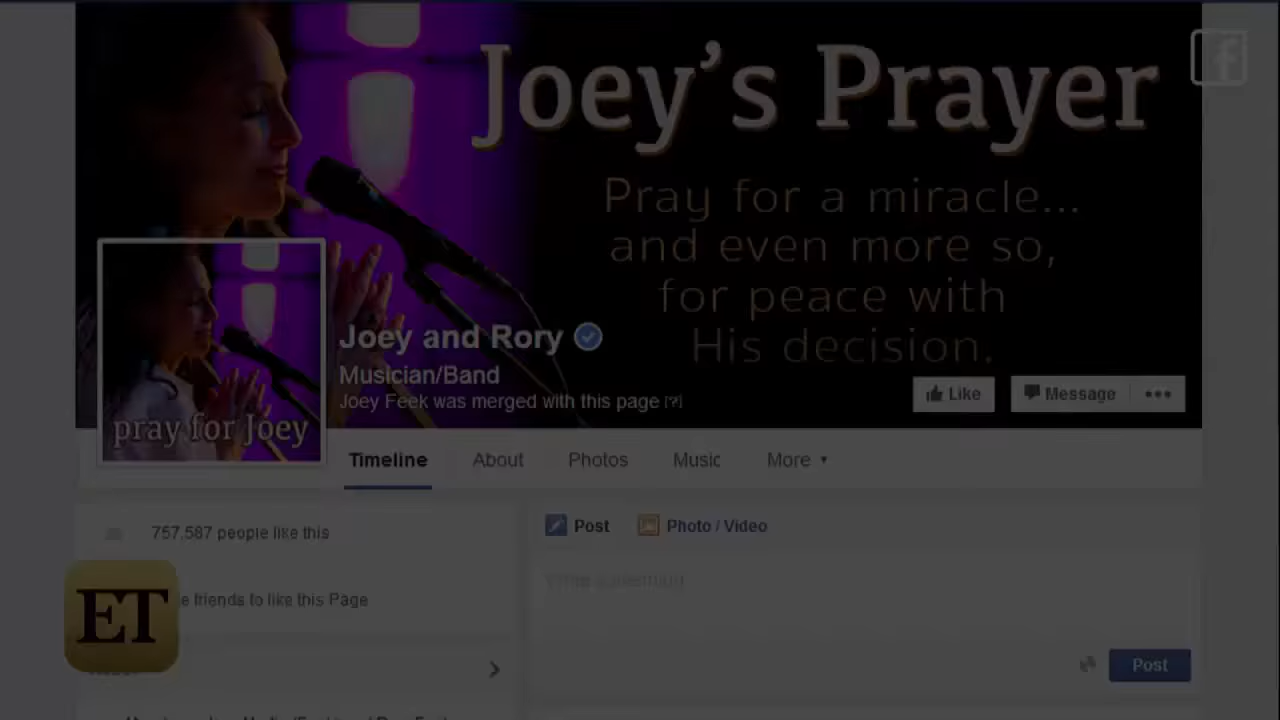 Joey's Prayer
Pray for a miracle...
and even more so,
for peace with
His decision.
pray for Joey
Joey and Rory
Musician/Band
Joey Feek was merged with this page [?]
Like
Message
Timeline
About
Photos
Music
More
757,587 people like this
e friends to like this Page
Post
Photo / Video
ET
Post